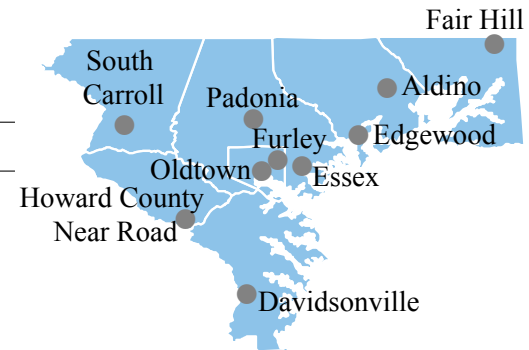 Fair Hill
South
Carroll
Padonia
Aldino
Furley
Edgewood
Oldtown
Essex
Howard County
Near Road
Davidsonville